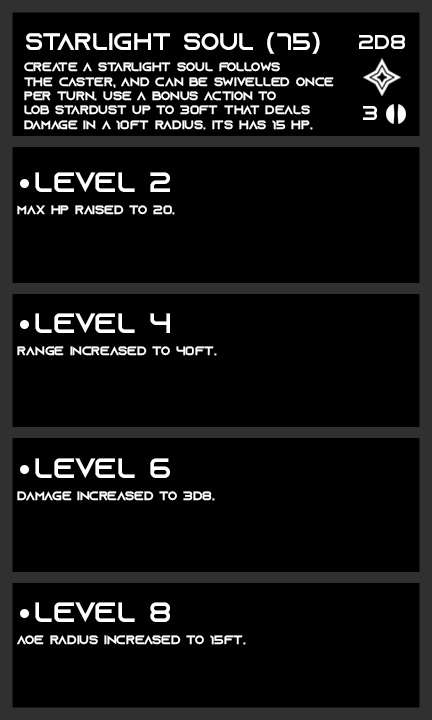 STARLIGHT SOUL (75) 2D8
CREATE A STARLIGHT SOUL FOLLOWS
THE CASTER, AND CAN BE SWIVELLED ONCE
PER TURN. USE A BONUS ACTION TO
LOB STARDUST UP TO 30FT THAT DEALS
DAMAGE IN A 10FT RADIUS. ITS HAS 15 HP.
3
•LEVEL 2
MAX HP RAISED TO 20.
•LEVEL 4
RANGE INCREASED TO 40FT.
•LEVEL 6
DAMAGE INCREASED TO 3D8.
•LEVEL 8
AOE RADIUS INCREASED TO 15FT.